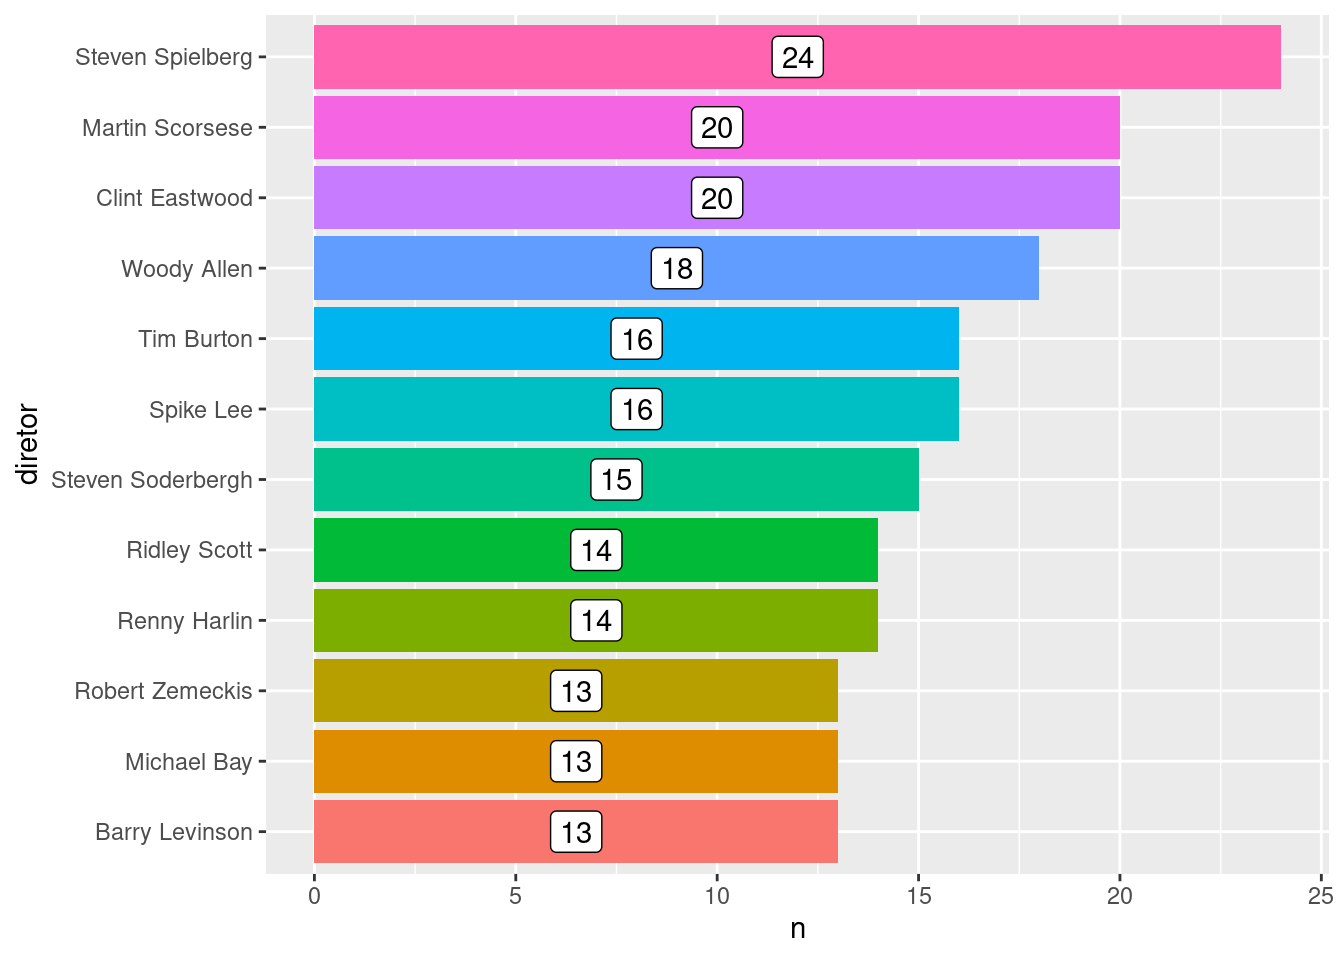 Steven Spielberg 24
Martin Scorsese 20
Clint Eastwood 20
Woody Allen 18
Tim Burton 16
Spike Lee 16
diretor
Steven Soderbergh 15
Ridley Scott 14
Renny Harlin 14
Robert Zemeckis 13
Michael Bay 13
Barry Levinson 13
0 5 10 15 20 25
n